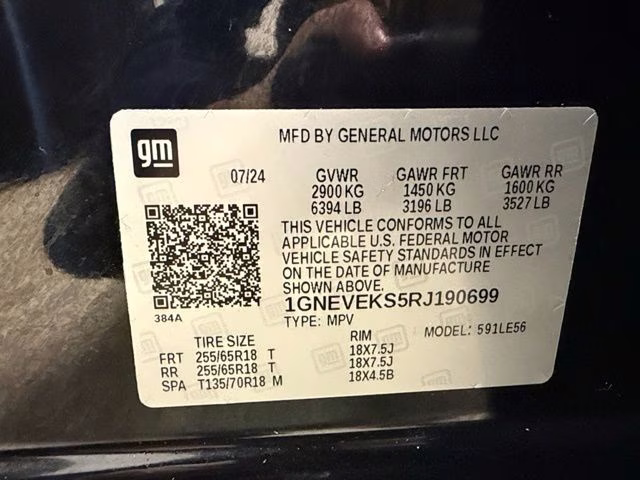 gm
MFD BY GENERAL MOTORS LLC
07/24 GVWR GAWR FRT GAWR RR
2900 KG 1450 KG 1600 KG
6394 LB 3196 LB 3527 LB
THIS VEHICLE CONFORMS TO ALL
APPLICABLE U.S. FEDERAL MOTOR
VEHICLE SAFETY STANDARDS IN EFFECT
ON THE DATE OF MANUFACTURE
SHOWN ABOVE.
384A
1GNEVEKS5RJ190699
TYPE: MPV MODEL: 591LE56
TIRE SIZE RIM
FRT 255/65R18 T 18X7.5J
RR 255/65R18 T 18X7.5J
SPA T135/70R18 M 18X4.5B